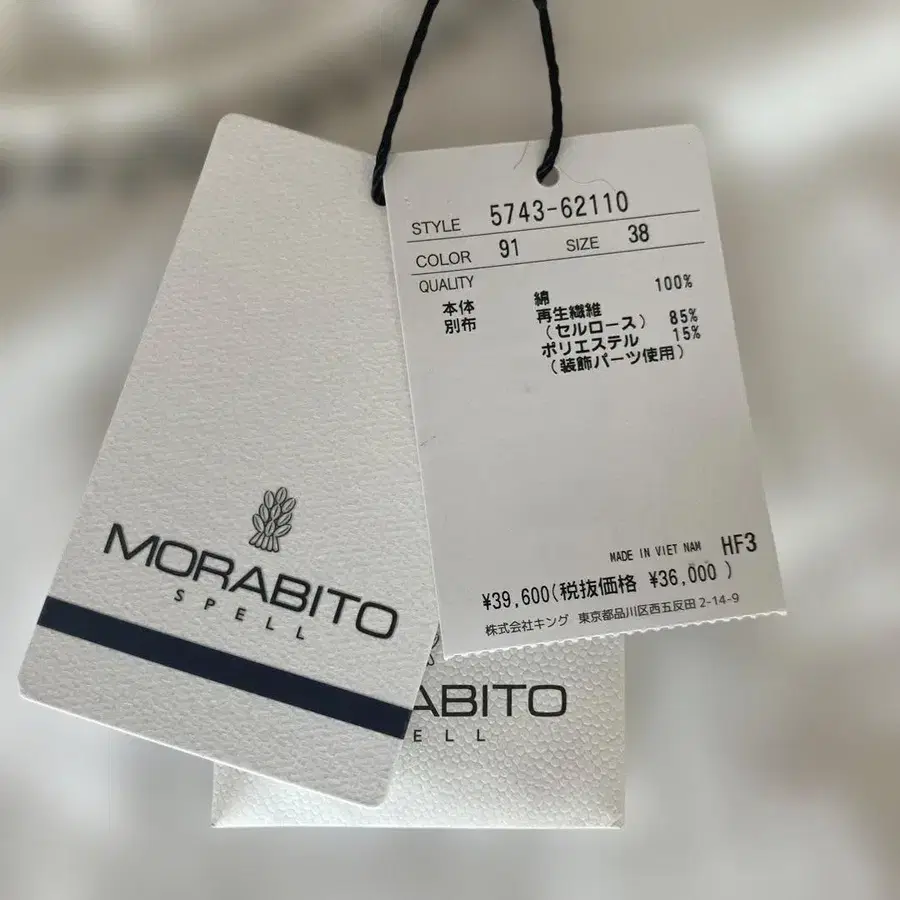 MORABITO
SPELL
STYLE 5743-62110
COLOR 91 SIZE 38
QUALITY
本体 綿 100%
別布 再生繊維
(セルロース) 85%
ポリエステル 15%
(装飾パーツ使用)
MADE IN VIET NAM HF3
¥39,600(税抜価格 ¥36,000)
株式会社キング 東京都品川区西五反田 2-14-9
ABITO
ELL